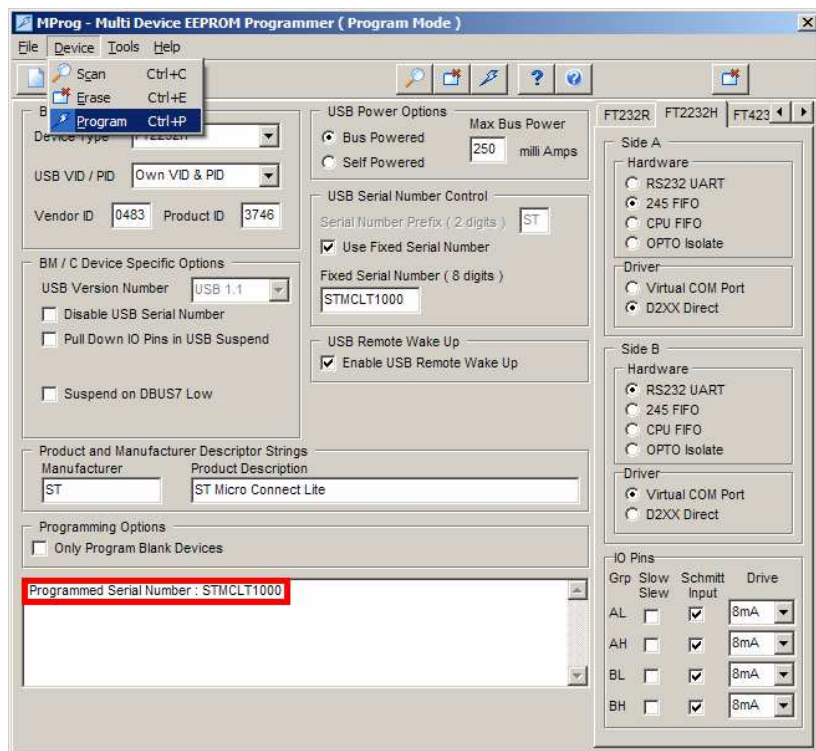 MProg - Multi Device EEPROM Programmer ( Program Mode )
File Device Tools Help
Scan Ctrl+C
Erase Ctrl+E
Program Ctrl+P
B
Device Type FT2232H
USB VID / PID Own VID & PID
Vendor ID 0483 Product ID 3746
BM / C Device Specific Options
USB Version Number USB 1.1
Disable USB Serial Number
Pull Down IO Pins in USB Suspend
Suspend on DBUS7 Low
USB Power Options
Bus Powered
Self Powered
Max Bus Power
250 milli Amps
USB Serial Number Control
Serial Number Prefix ( 2 digits ) ST
Use Fixed Serial Number
Fixed Serial Number ( 8 digits )
STMCLT1000
USB Remote Wake Up
Enable USB Remote Wake Up
Product and Manufacturer Descriptor Strings
Manufacturer Product Description
ST ST Micro Connect Lite
Programming Options
Only Program Blank Devices
Programmed Serial Number : STMCLT1000
FT232R FT2232H FT423
Side A
Hardware
RS232 UART
245 FIFO
CPU FIFO
OPTO Isolate
Driver
Virtual COM Port
D2XX Direct
Side B
Hardware
RS232 UART
245 FIFO
CPU FIFO
OPTO Isolate
Driver
Virtual COM Port
D2XX Direct
IO Pins
Grp Slow Slew Schmitt Input Drive
AL 8mA
AH 8mA
BL 8mA
BH 8mA